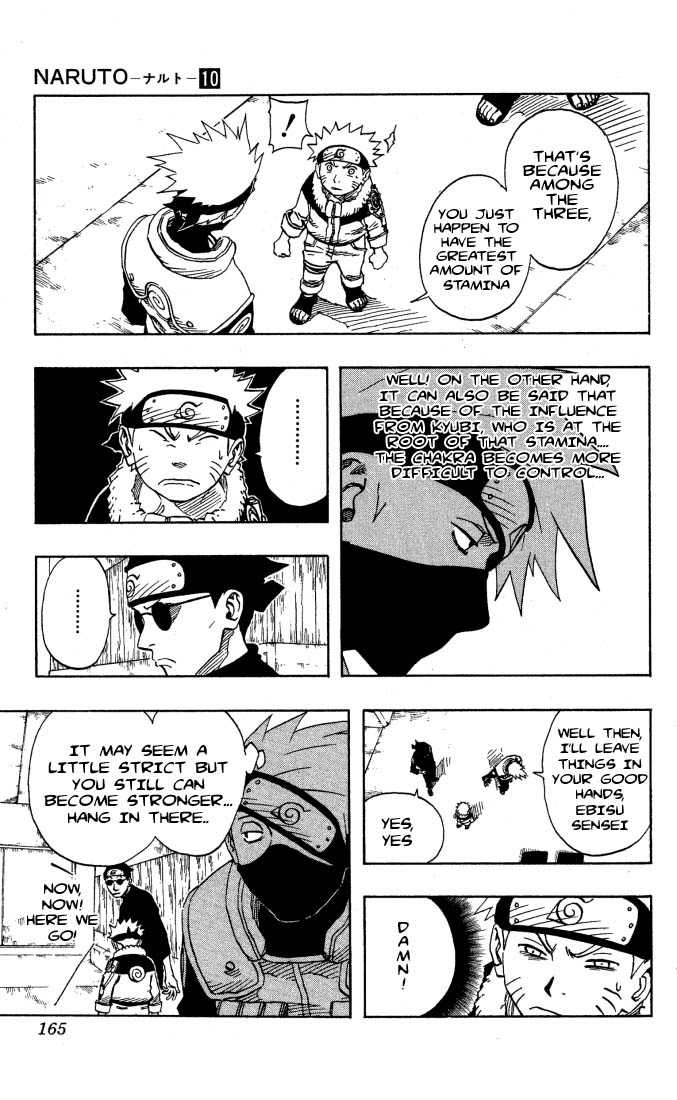 NARUTO -ナルト- 10
!
THAT'S
BECAUSE
AMONG
THE
THREE,
YOU JUST
HAPPEN TO
HAVE THE
GREATEST
AMOUNT OF
STAMINA
WELL! ON THE OTHER HAND,
IT CAN ALSO BE SAID THAT
BECAUSE OF THE INFLUENCE
FROM KYUBI, WHO IS AT THE
ROOT OF THAT STAMINA....
THE CHAKRA BECOMES MORE
DIFFICULT TO CONTROL...
.........
.........
WELL THEN,
I'LL LEAVE
THINGS IN
YOUR GOOD
HANDS,
EBISU
SENSEI
YES,
YES
IT MAY SEEM A
LITTLE STRICT BUT
YOU STILL CAN
BECOME STRONGER...
HANG IN THERE..
NOW,
NOW!
HERE WE
GO!
DAMN!
165